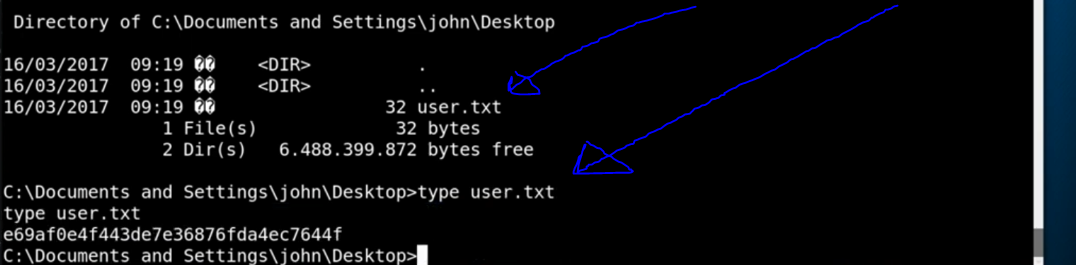 Directory of C:\Documents and Settings\john\Desktop
16/03/2017 09:19 �� <DIR> .
16/03/2017 09:19 �� <DIR> ..
16/03/2017 09:19 �� 32 user.txt
1 File(s) 32 bytes
2 Dir(s) 6.488.399.872 bytes free
C:\Documents and Settings\john\Desktop>type user.txt
type user.txt
e69af0e4f443de7e36876fda4ec7644f
C:\Documents and Settings\john\Desktop>